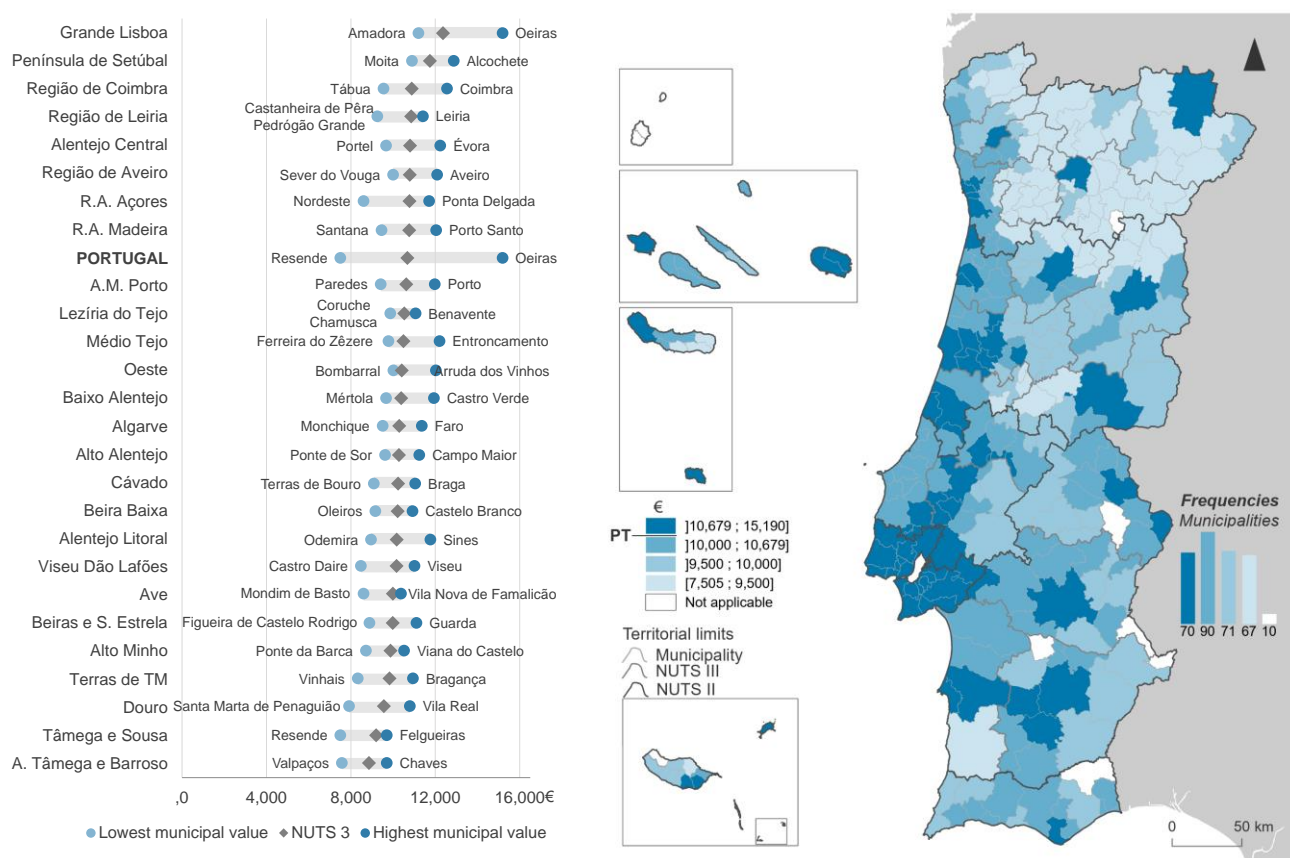 Grande Lisboa Amadora Oeiras
Península de Setúbal Moita Alcochete
Região de Coimbra Tábua Coimbra
Região de Leiria Castanheira de Pêra Pedrógão Grande Leiria
Alentejo Central Portel Évora
Região de Aveiro Sever do Vouga Aveiro
R.A. Açores Nordeste Ponta Delgada
R.A. Madeira Santana Porto Santo
PORTUGAL Resende Oeiras
A.M. Porto Paredes Porto
Lezíria do Tejo Coruche Chamusca Benavente
Médio Tejo Ferreira do Zêzere Entroncamento
Oeste Bombarral Arruda dos Vinhos
Baixo Alentejo Mértola Castro Verde
Algarve Monchique Faro
Alto Alentejo Ponte de Sor Campo Maior
Cávado Terras de Bouro Braga
Beira Baixa Oleiros Castelo Branco
Alentejo Litoral Odemira Sines
Viseu Dão Lafões Castro Daire Viseu
Ave Mondim de Basto Vila Nova de Famalicão
Beiras e S. Estrela Figueira de Castelo Rodrigo Guarda
Alto Minho Ponte da Barca Viana do Castelo
Terras de TM Vinhais Bragança
Douro Santa Marta de Penaguião Vila Real
Tâmega e Sousa Resende Felgueiras
A. Tâmega e Barroso Valpaços Chaves
,0 4,000 8,000 12,000 16,000€
Lowest municipal value NUTS 3 Highest municipal value
€
PT
]10,679 ; 15,190]
]10,000 ; 10,679]
]9,500 ; 10,000]
[7,505 ; 9,500]
Not applicable
Territorial limits
Municipality
NUTS III
NUTS II
Frequencies
Municipalities
70 90 71 67 10
0 50 km